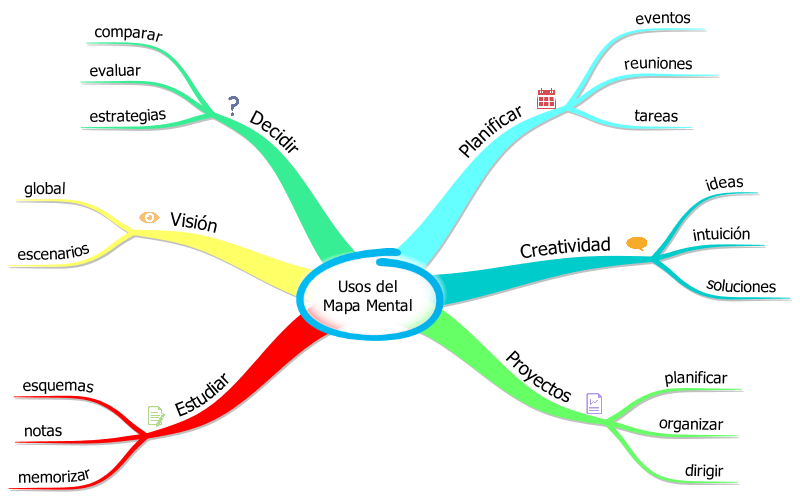 Usos del
Mapa Mental
Planificar
eventos
reuniones
tareas
Creatividad
ideas
intuición
soluciones
Proyectos
planificar
organizar
dirigir
Estudiar
esquemas
notas
memorizar
Visión
global
escenarios
Decidir
comparar
evaluar
estrategias